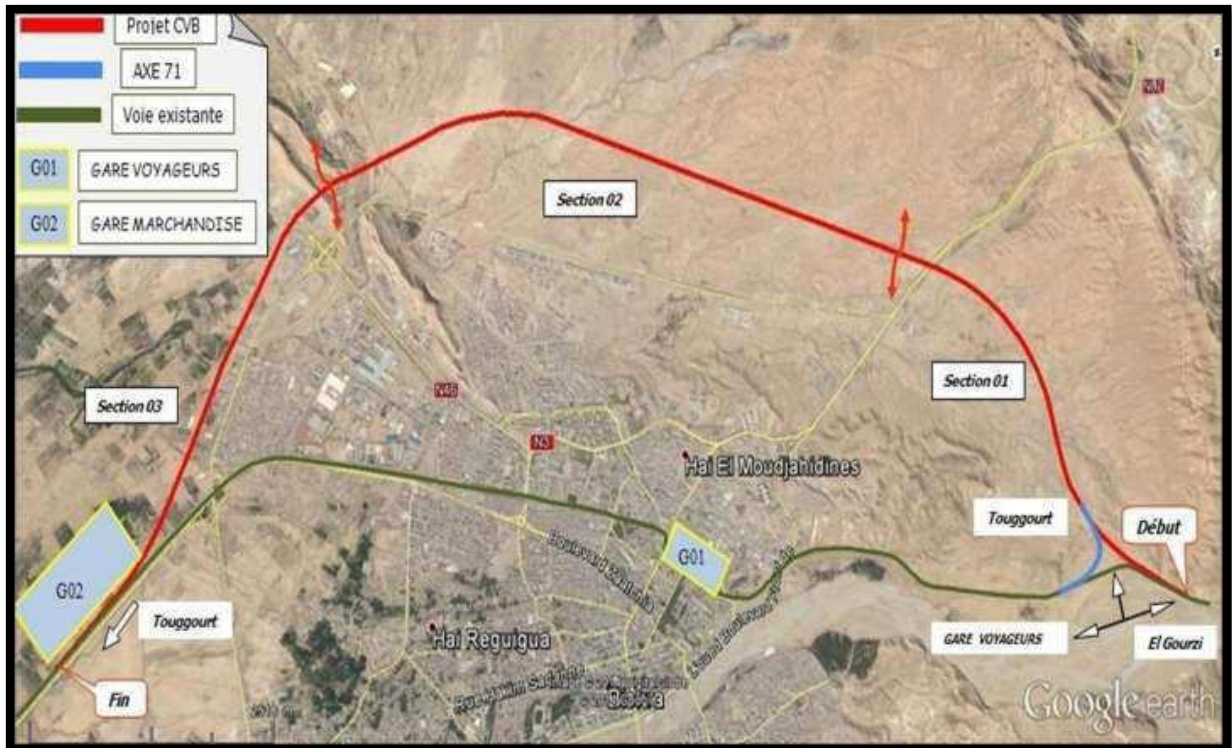 Projet CVB
AXE 71
Voie existante
G01
GARE VOYAGEURS
G02
GARE MARCHANDISE
Section 02
Section 01
Section 03
N46
N3
Hai El Moudjahidines
Touggourt
Début
G01
Boulevard
G02
Touggourt
Hai Reguigua
GARE VOYAGEURS
El Gourzi
Fin
Google earth